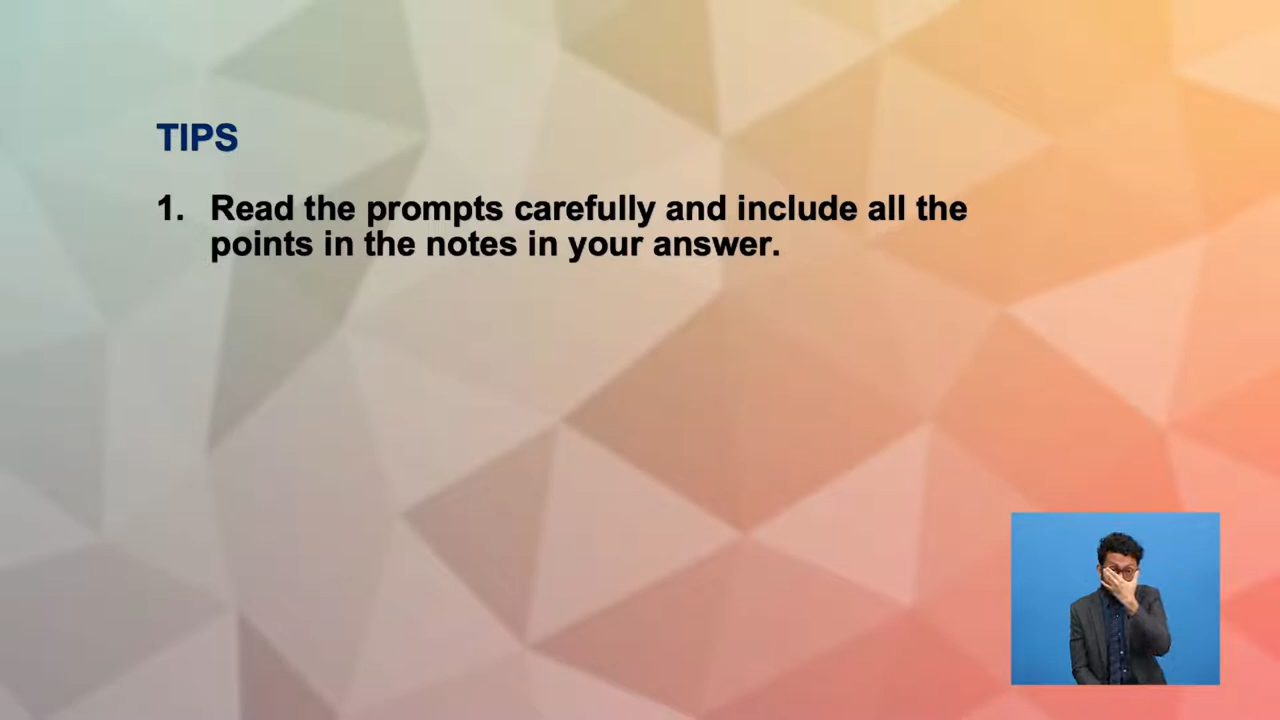 TIPS
1. Read the prompts carefully and include all the
points in the notes in your answer.